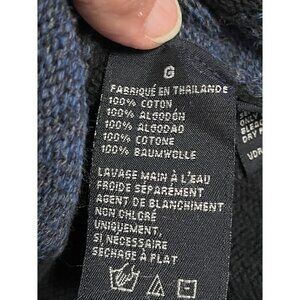 G
FABRIQUÉ EN THAILANDE
100% COTON
100% ALGODÓN
100% ALGODAO
100% COTONE
100% BAUMWOLLE
LAVAGE MAIN À L'EAU
FROIDE SÉPARÉMENT
AGENT DE BLANCHIMENT
NON CHLORÉ
UNIQUEMENT,
SI NÉCESSAIRE
SÉCHAGE À PLAT